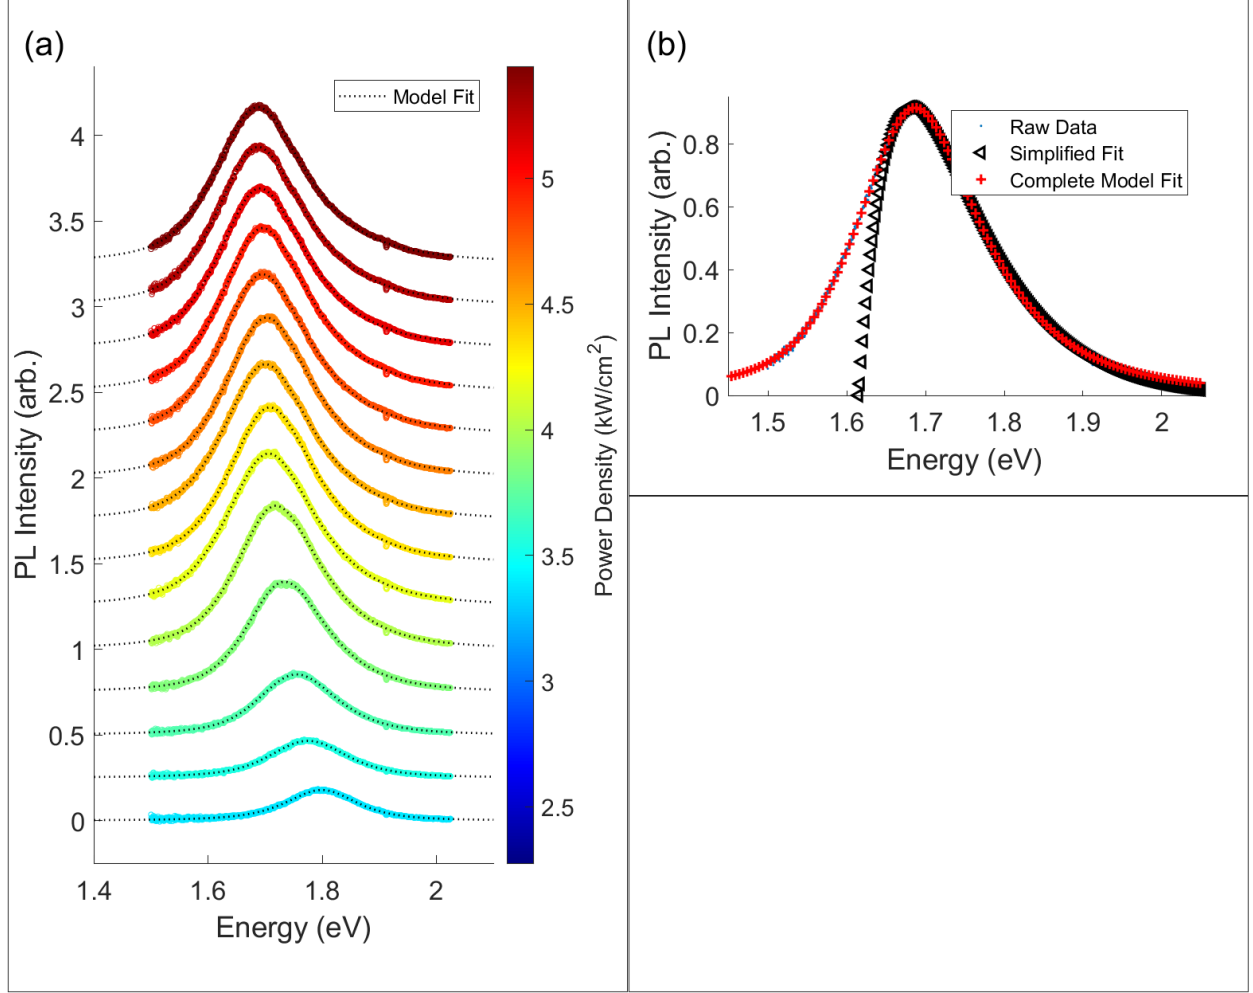 (a)
Model Fit
4
3.5
3
2.5
2
1.5
1
0.5
0
PL Intensity (arb.)
1.4
1.6
1.8
2
Energy (eV)
5
4.5
4
3.5
3
2.5
Power Density (kW/cm²)
(b)
Raw Data
Simplified Fit
Complete Model Fit
0.8
0.6
0.4
0.2
0
PL Intensity (arb.)
1.5
1.6
1.7
1.8
1.9
2
Energy (eV)